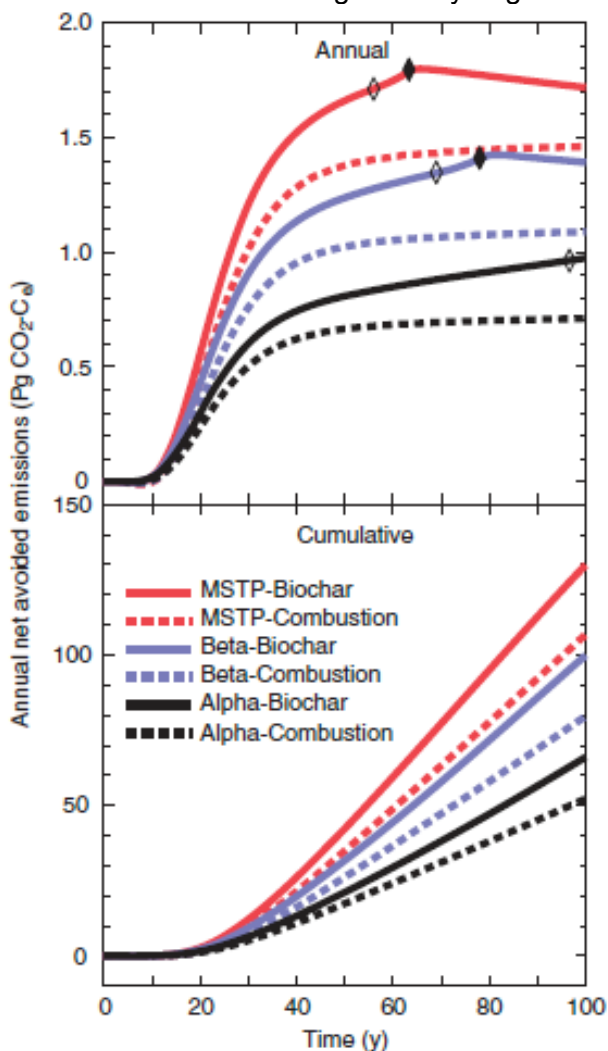 2.0
Annual
1.5
1.0
0.5
0
150
Cumulative
MSTP-Biochar
MSTP-Combustion
Beta-Biochar
Beta-Combustion
Alpha-Biochar
Alpha-Combustion
100
50
0
0 20 40 60 80 100
Time (y)
Annual net avoided emissions (Pg CO2-Ce)